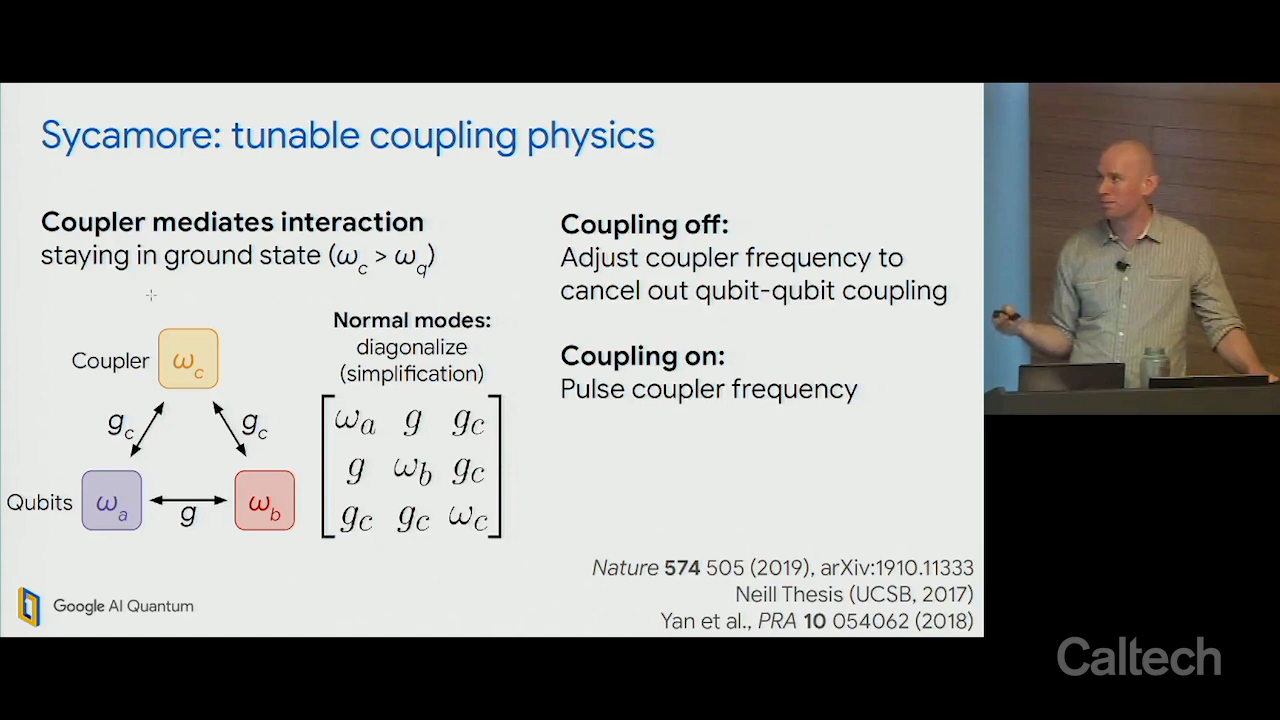 Sycamore: tunable coupling physics
Coupler mediates interaction
staying in ground state (ω_c > ω_q)
Coupling off:
Adjust coupler frequency to
cancel out qubit-qubit coupling
Coupling on:
Pulse coupler frequency
Normal modes:
diagonalize
(simplification)
Coupler ω_c
g_c g_c
Qubits ω_a g ω_b
ω_a g g_c
g ω_b g_c
g_c g_c ω_c
Nature 574 505 (2019), arXiv:1910.11333
Neill Thesis (UCSB, 2017)
Yan et al., PRA 10 054062 (2018)
Google AI Quantum
Caltech